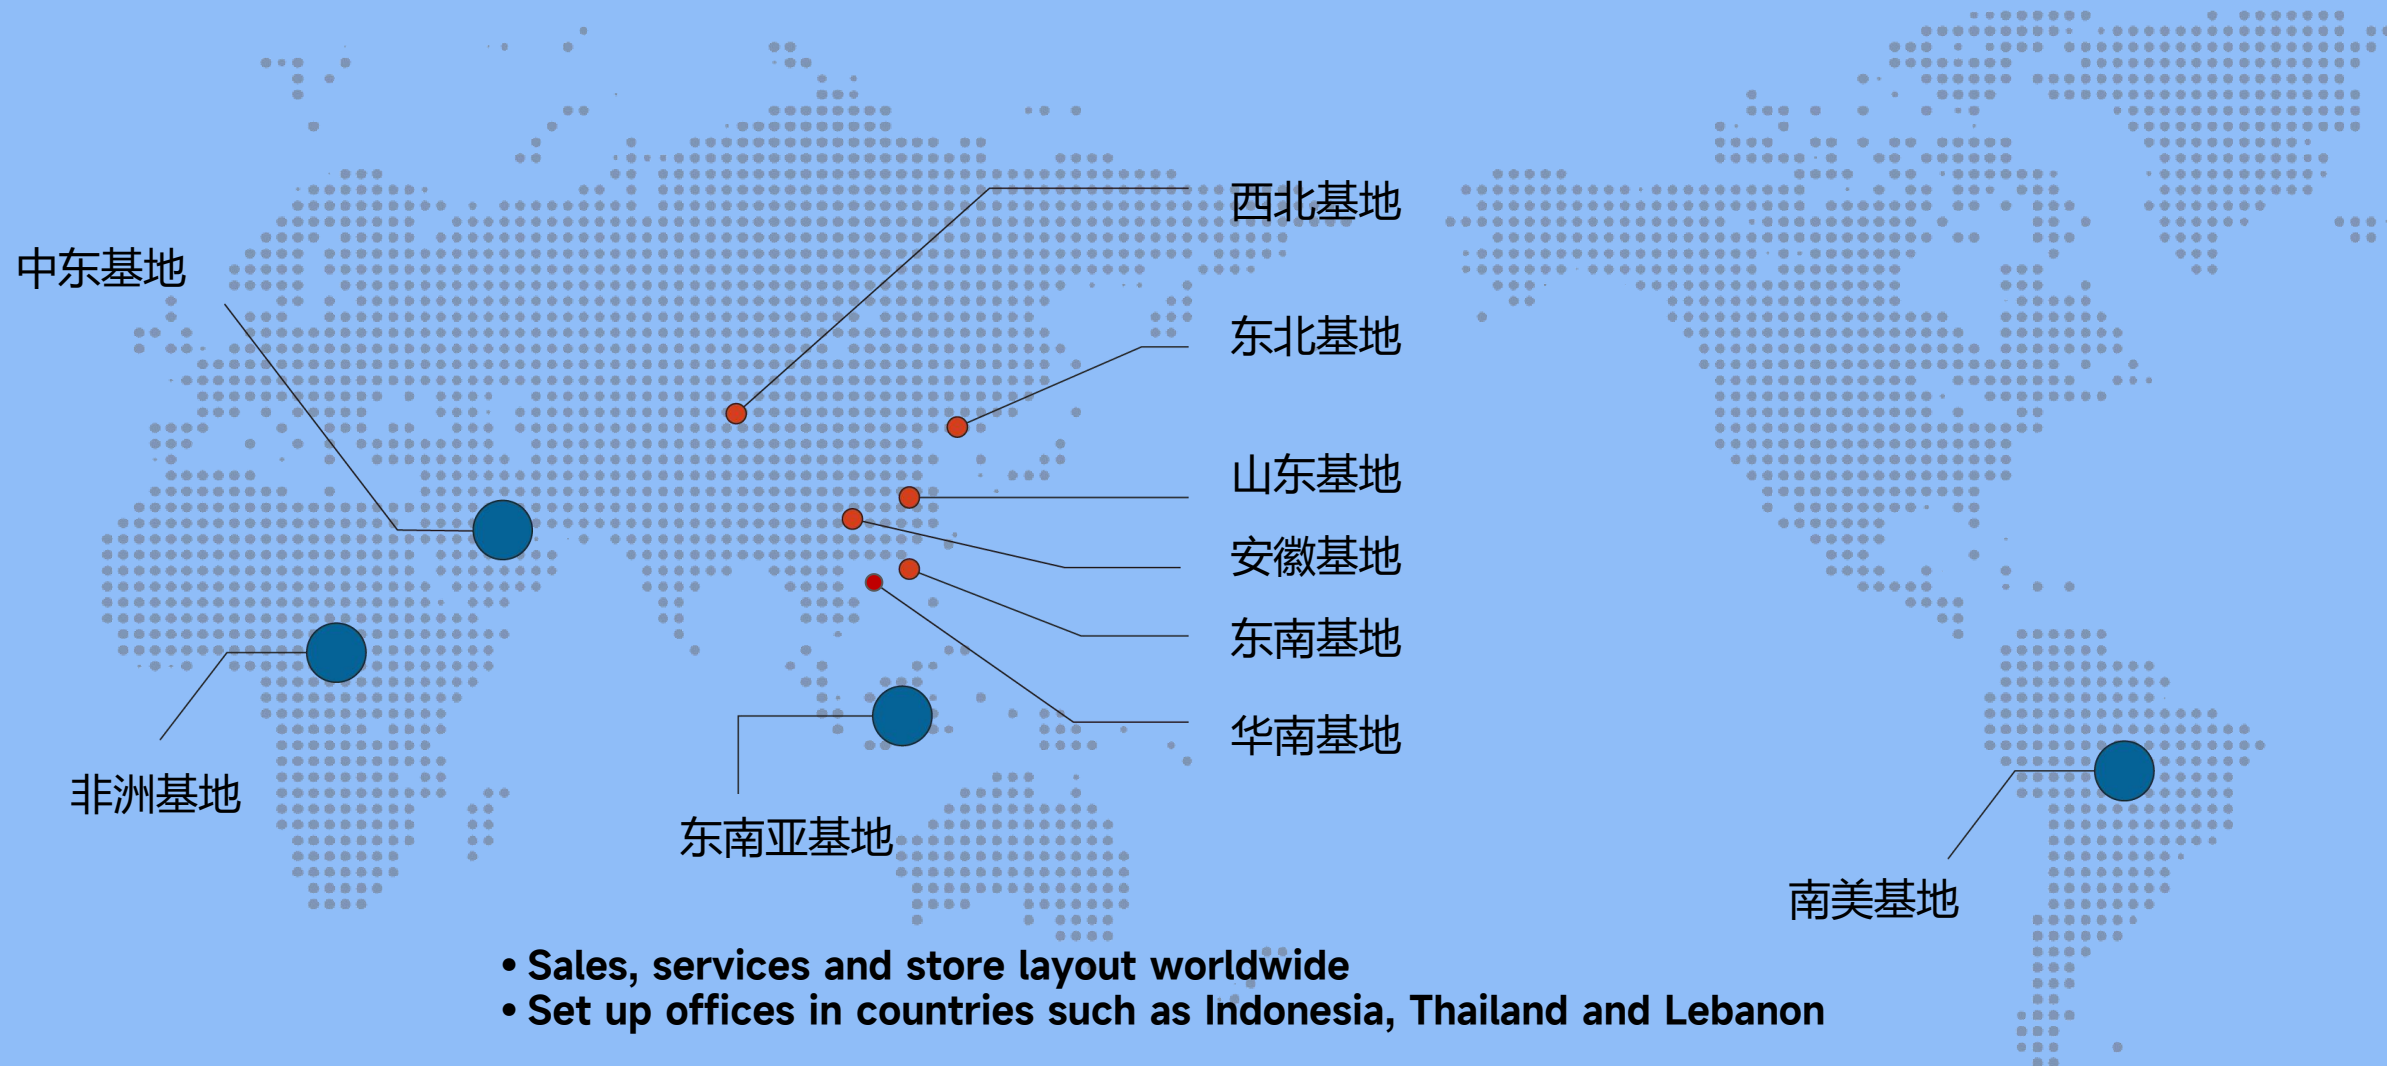 西北基地
中东基地
东北基地
山东基地
安徽基地
东南基地
华南基地
非洲基地
东南亚基地
南美基地
• Sales, services and store layout worldwide
• Set up offices in countries such as Indonesia, Thailand and Lebanon